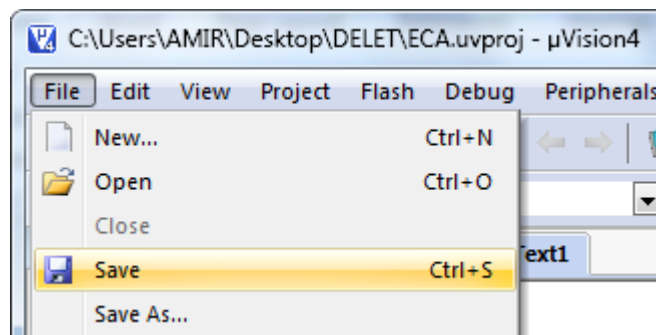 C:\Users\AMIR\Desktop\DELET\ECA.uvproj - µVision4
File Edit View Project Flash Debug Peripherals
New... Ctrl+N
Open Ctrl+O
Close
Save Ctrl+S
Text1
Save As...